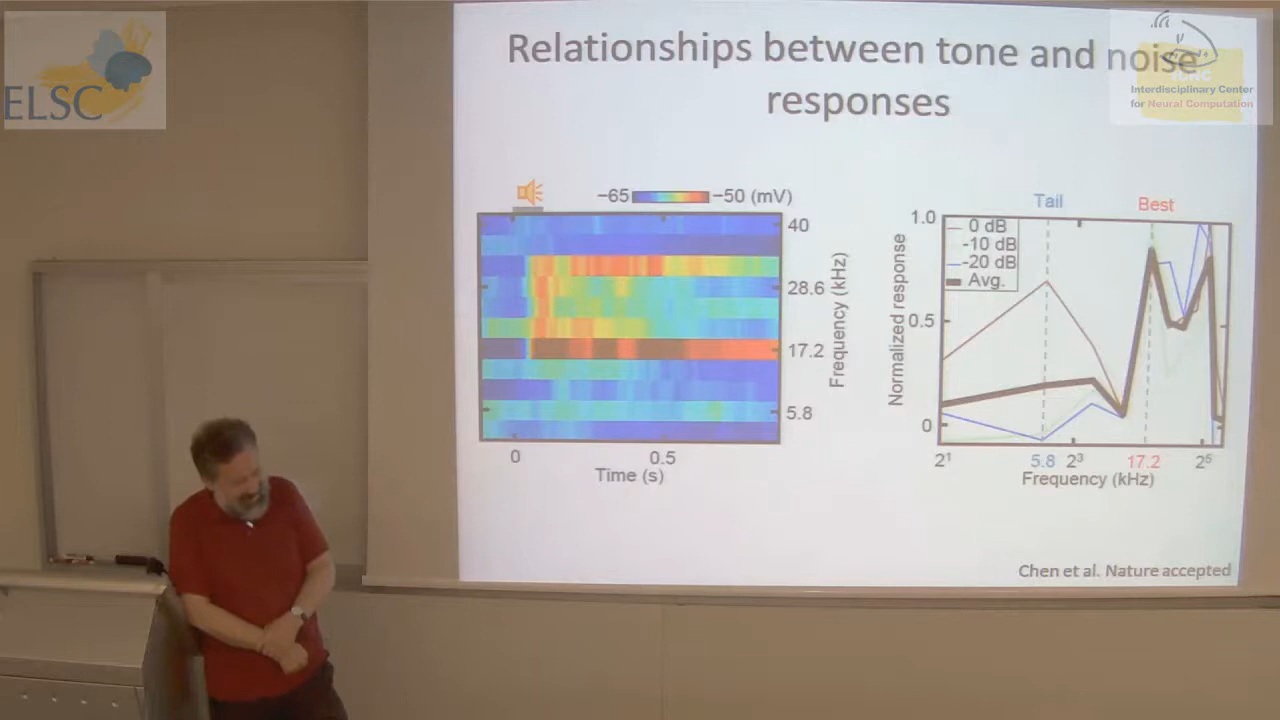 ELSC
Interdisciplinary Center
for Neural Computation
Relationships between tone and noise
responses
−65
−50 (mV)
40
28.6
17.2
5.8
Frequency (kHz)
0
0.5
Time (s)
Tail
Best
1.0
0.5
0
Normalized response
0 dB
-10 dB
-20 dB
Avg.
2¹
5.8
2³
17.2
2⁵
Frequency (kHz)
Chen et al. Nature accepted